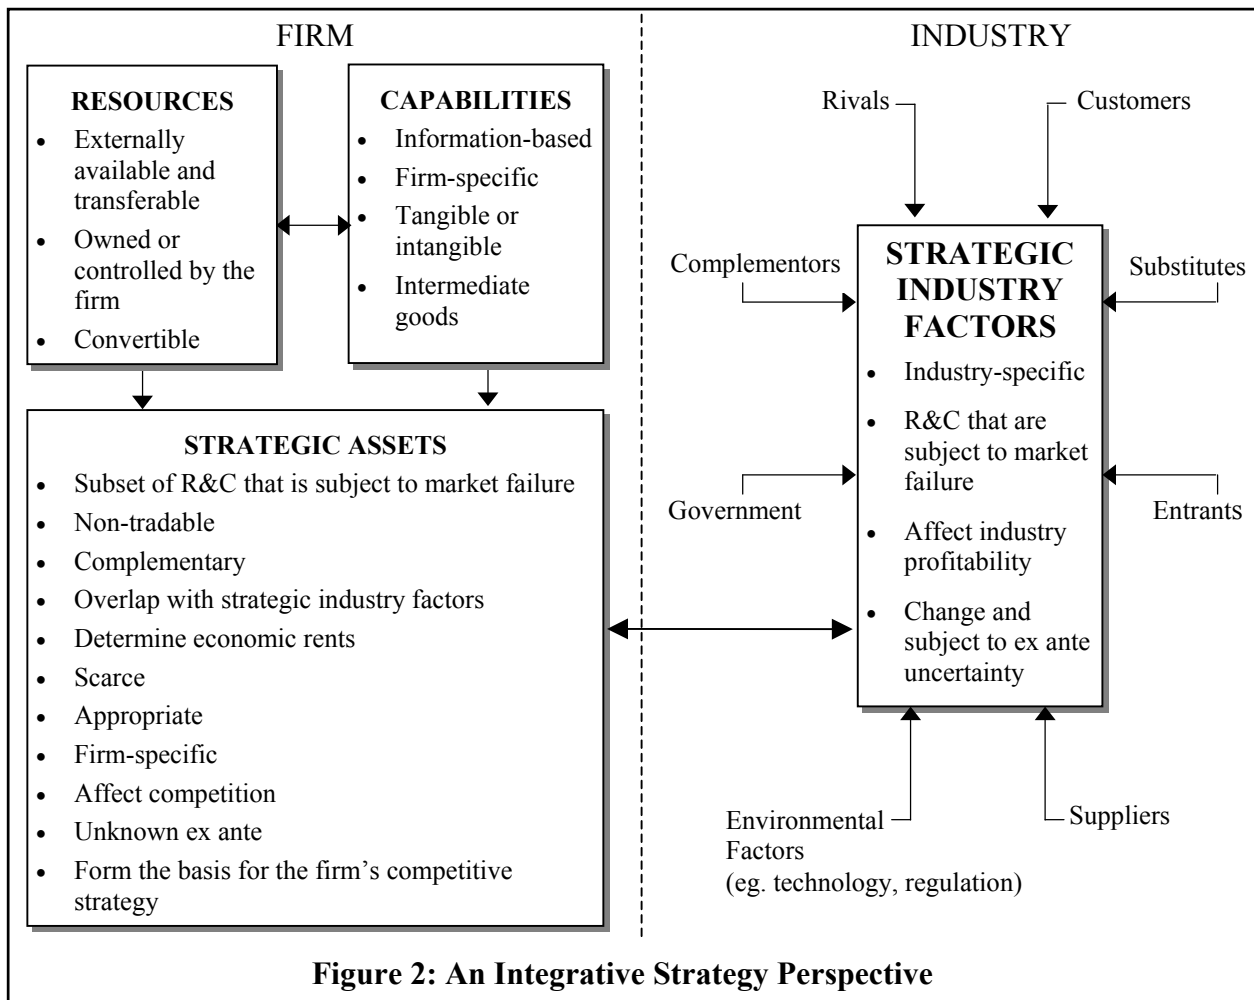 FIRM
RESOURCES
• Externally
available and
transferable
• Owned or
controlled by the
firm
• Convertible
CAPABILITIES
• Information-based
• Firm-specific
• Tangible or
intangible
• Intermediate
goods
STRATEGIC ASSETS
• Subset of R&C that is subject to market failure
• Non-tradable
• Complementary
• Overlap with strategic industry factors
• Determine economic rents
• Scarce
• Appropriate
• Firm-specific
• Affect competition
• Unknown ex ante
• Form the basis for the firm’s competitive
strategy
INDUSTRY
Rivals
Customers
Complementors
Substitutes
STRATEGIC
INDUSTRY
FACTORS
• Industry-specific
• R&C that are
subject to market
failure
• Affect industry
profitability
• Change and
subject to ex ante
uncertainty
Government
Entrants
Environmental
Factors
(eg. technology, regulation)
Suppliers
Figure 2: An Integrative Strategy Perspective